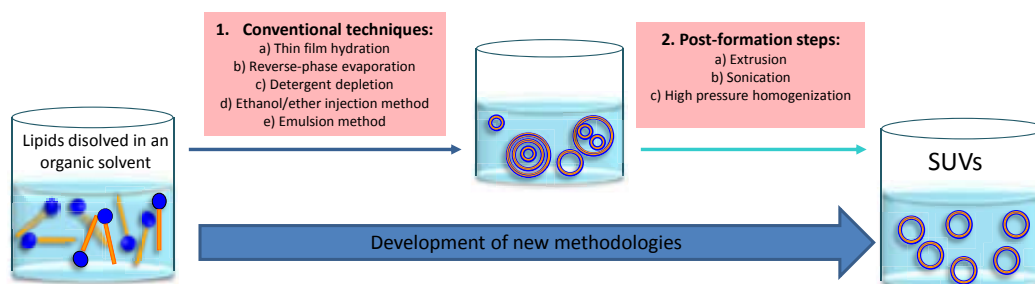 1. Conventional techniques:
a) Thin film hydration
b) Reverse-phase evaporation
c) Detergent depletion
d) Ethanol/ether injection method
e) Emulsion method
2. Post-formation steps:
a) Extrusion
b) Sonication
c) High pressure homogenization
Lipids disolved in an
organic solvent
SUVs
Development of new methodologies